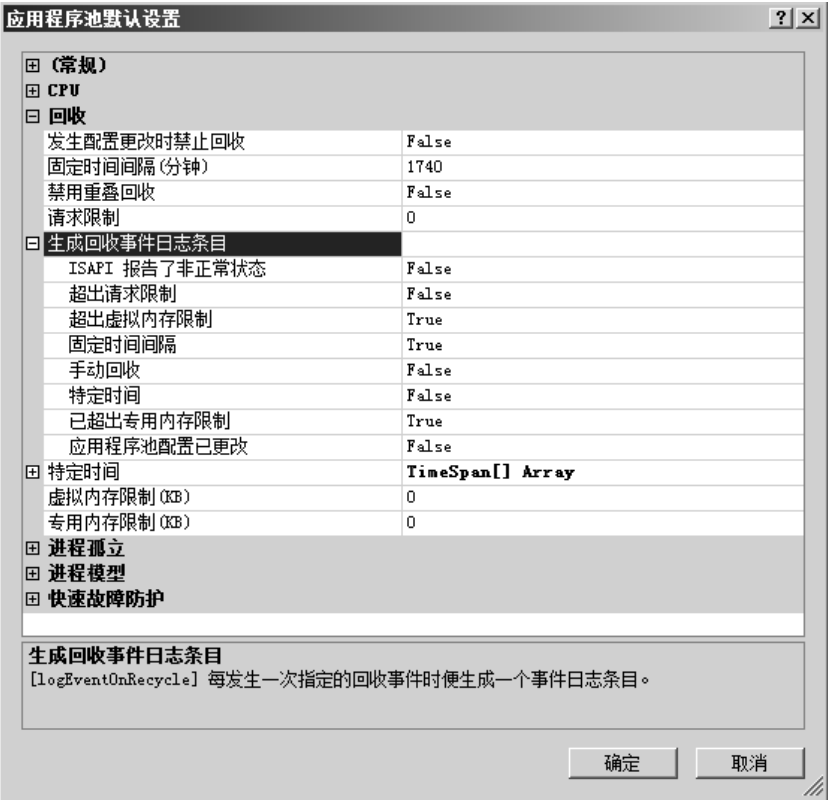 应用程序池默认设置
(常规)
CPU
回收
发生配置更改时禁止回收 False
固定时间间隔(分钟) 1740
禁用重叠回收 False
请求限制 0
生成回收事件日志条目
ISAPI 报告了非正常状态 False
超出请求限制 False
超出虚拟内存限制 True
固定时间间隔 True
手动回收 False
特定时间 False
已超出专用内存限制 True
应用程序池配置已更改 False
特定时间 TimeSpan[] Array
虚拟内存限制(KB) 0
专用内存限制(KB) 0
进程孤立
进程模型
快速故障防护
生成回收事件日志条目
[logEventOnRecycle] 每发生一次指定的回收事件时便生成一个事件日志条目。
确定 取消